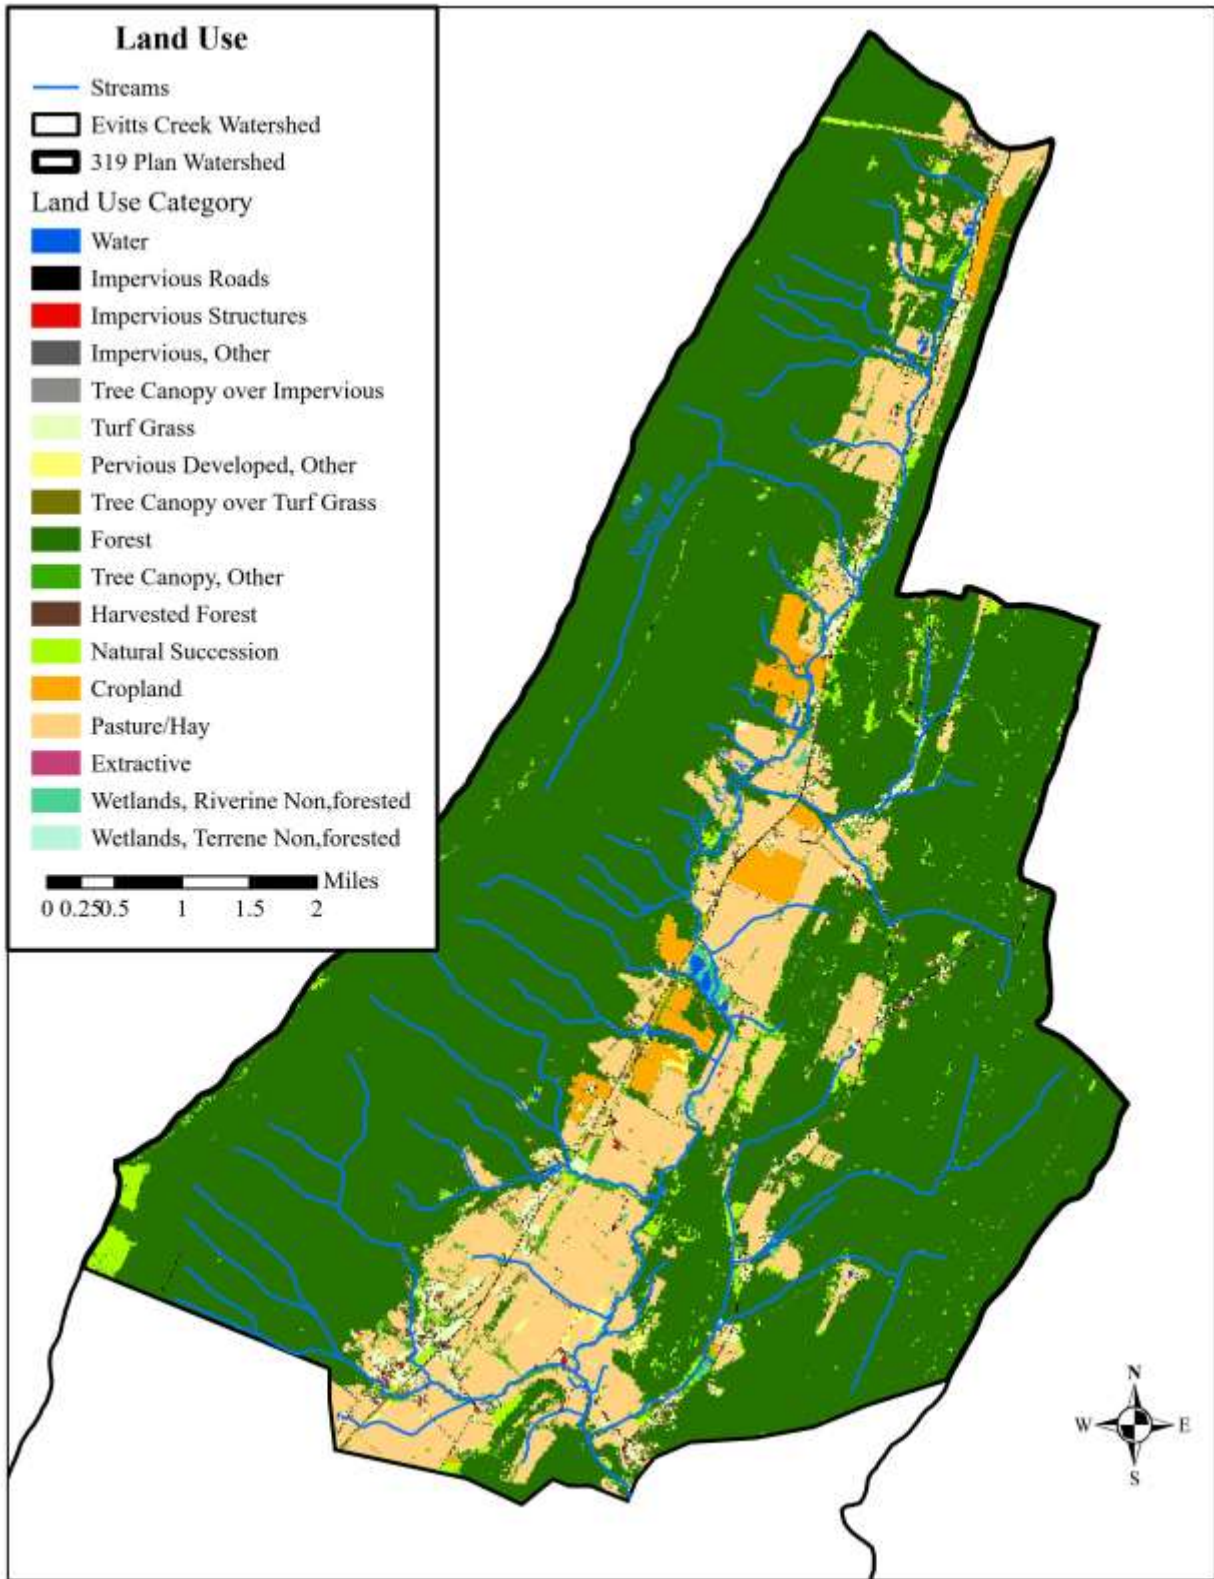 Land Use
Streams
Evitts Creek Watershed
319 Plan Watershed
Land Use Category
Water
Impervious Roads
Impervious Structures
Impervious, Other
Tree Canopy over Impervious
Turf Grass
Pervious Developed, Other
Tree Canopy over Turf Grass
Forest
Tree Canopy, Other
Harvested Forest
Natural Succession
Cropland
Pasture/Hay
Extractive
Wetlands, Riverine Non,forested
Wetlands, Terrene Non,forested
Miles
0 0.250.5 1 1.5 2
N
W E
S